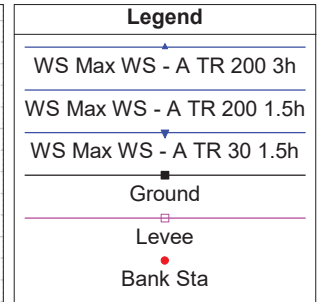 Legend
WS Max WS - A TR 200 3h
WS Max WS - A TR 200 1.5h
WS Max WS - A TR 30 1.5h
Ground
Levee
Bank Sta